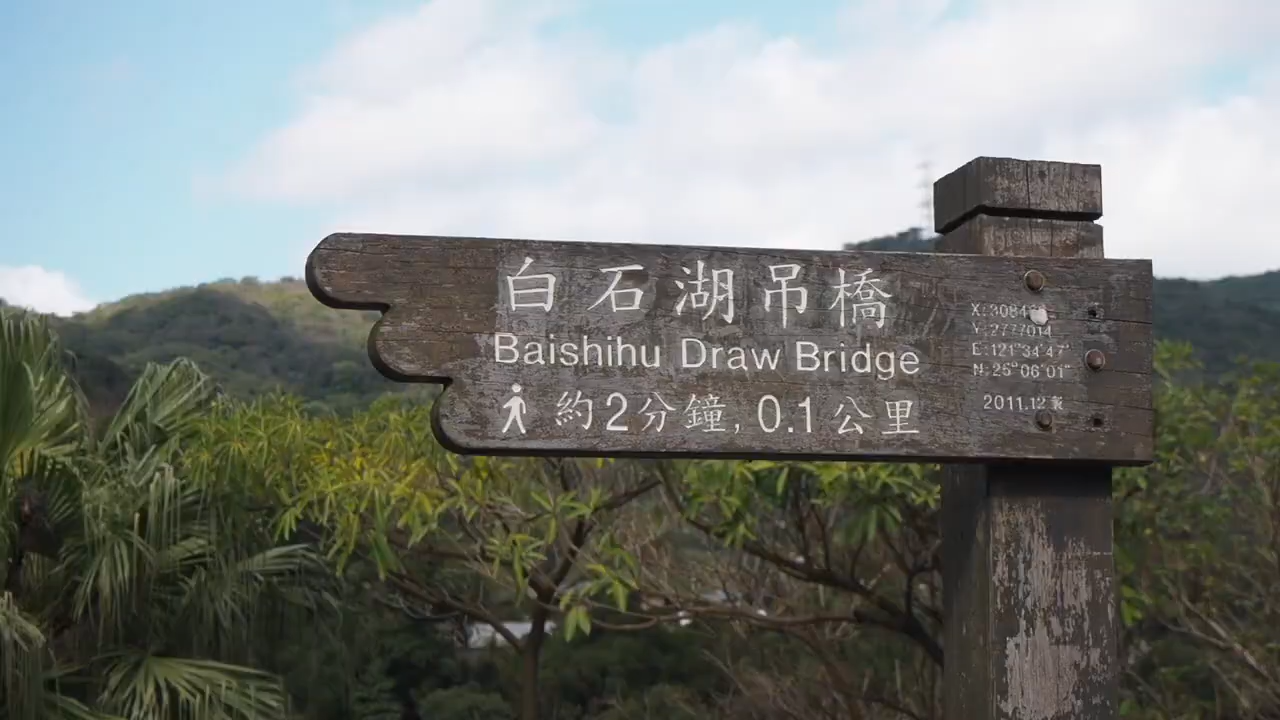 白石湖吊橋
Baishihu Draw Bridge
約2分鐘, 0.1公里
Y:2777014
E:121°34'47"
N:25°06'01"
2011.12